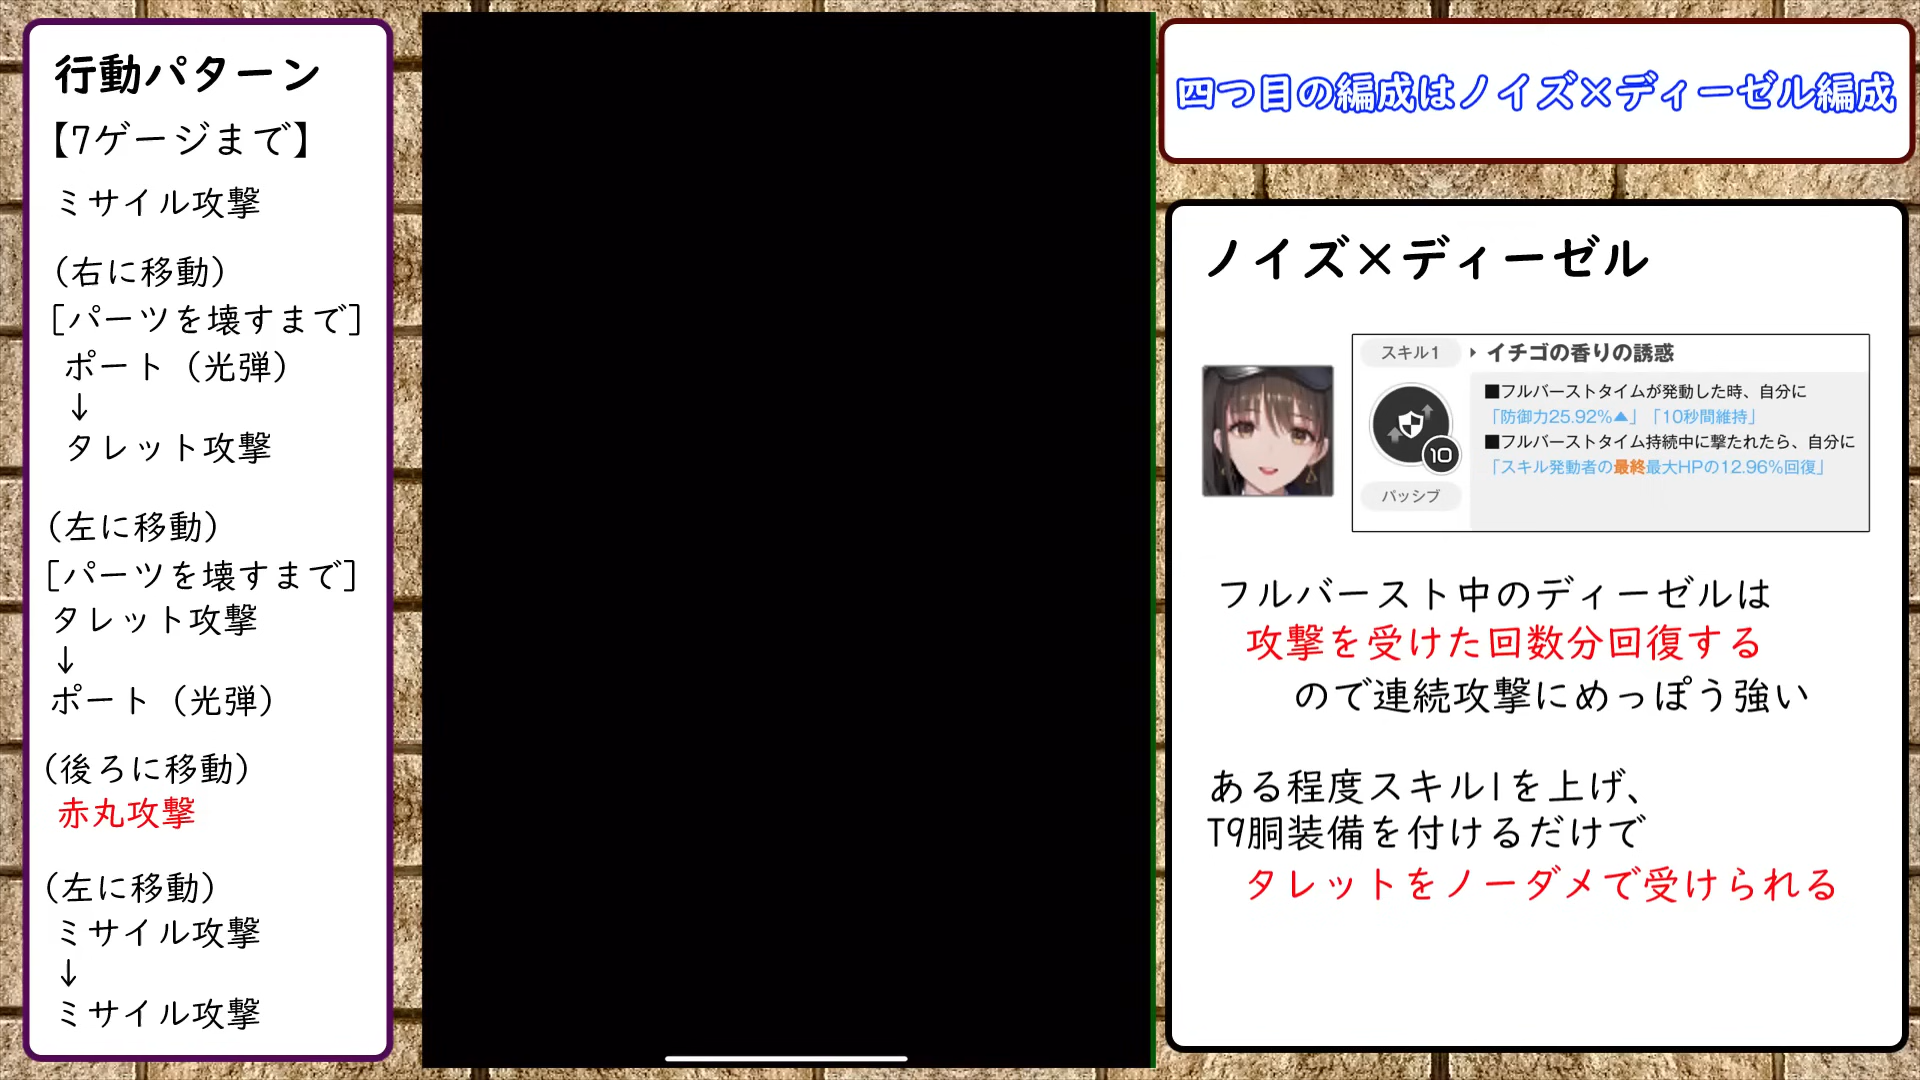 行動パターン
【7ゲージまで】
ミサイル攻撃
(右に移動)
[パーツを壊すまで]
ポート (光弾)
↓
タレット攻撃
(左に移動)
[パーツを壊すまで]
タレット攻撃
↓
ポート (光弾)
(後ろに移動)
赤丸攻撃
(左に移動)
ミサイル攻撃
↓
ミサイル攻撃
四つ目の編成はノイズ×ディーゼル編成
ノイズ×ディーゼル
スキル1
イチゴの香りの誘惑
10
パッシブ
■フルバーストタイムが発動した時、自分に
「防御力25.92%▲」「10秒間維持」
■フルバーストタイム持続中に撃たれたら、自分に
「スキル発動者の最終最大HPの12.96%回復」
フルバースト中のディーゼルは
攻撃を受けた回数分回復する
ので連続攻撃にめっぽう強い
ある程度スキル1を上げ、
T9胴装備を付けるだけで
タレットをノーダメで受けられる